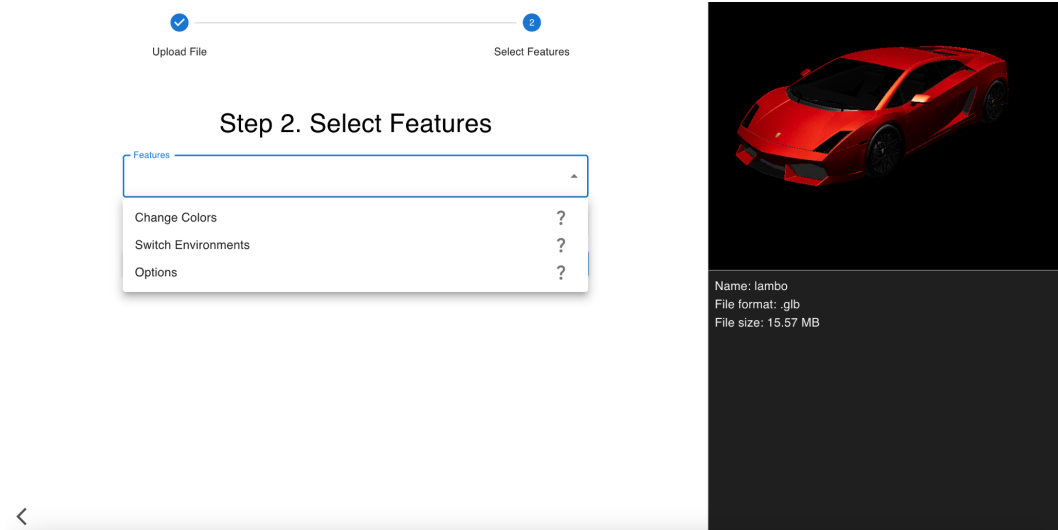 2
Upload File
Select Features
Step 2. Select Features
Features
Change Colors ?
Switch Environments ?
Options ?
Name: lambo
File format: .glb
File size: 15.57 MB